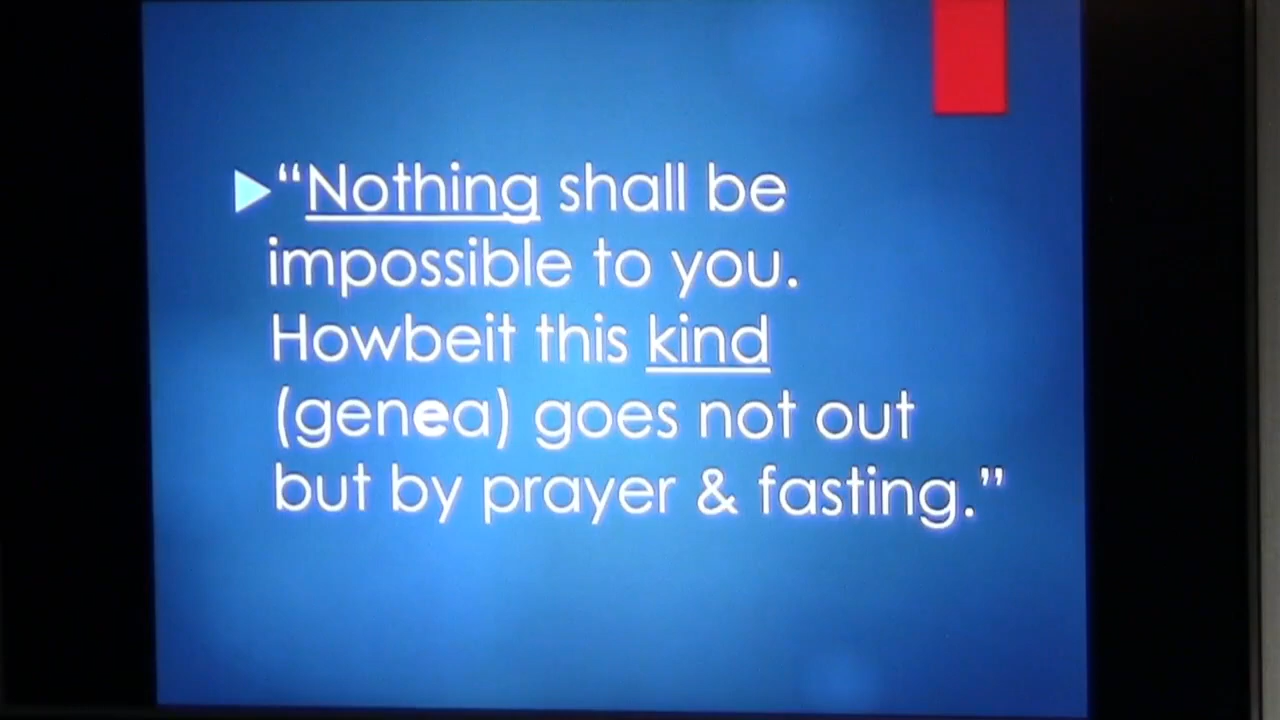 “Nothing shall be
impossible to you.
Howbeit this kind
(genea) goes not out
but by prayer & fasting.”